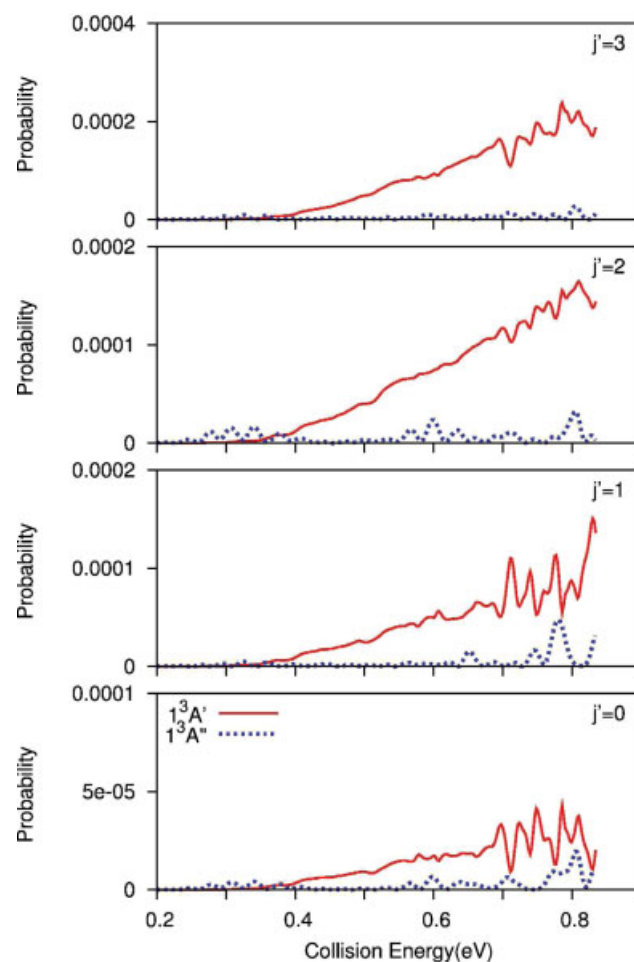 0.0004
j'=3
0.0002
0
Probability
0.0002
j'=2
0.0001
0
Probability
0.0002
j'=1
0.0001
0
Probability
0.0001
j'=0
1³A'
1³A"
5e-05
0
Probability
0.2 0.4 0.6 0.8
Collision Energy(eV)